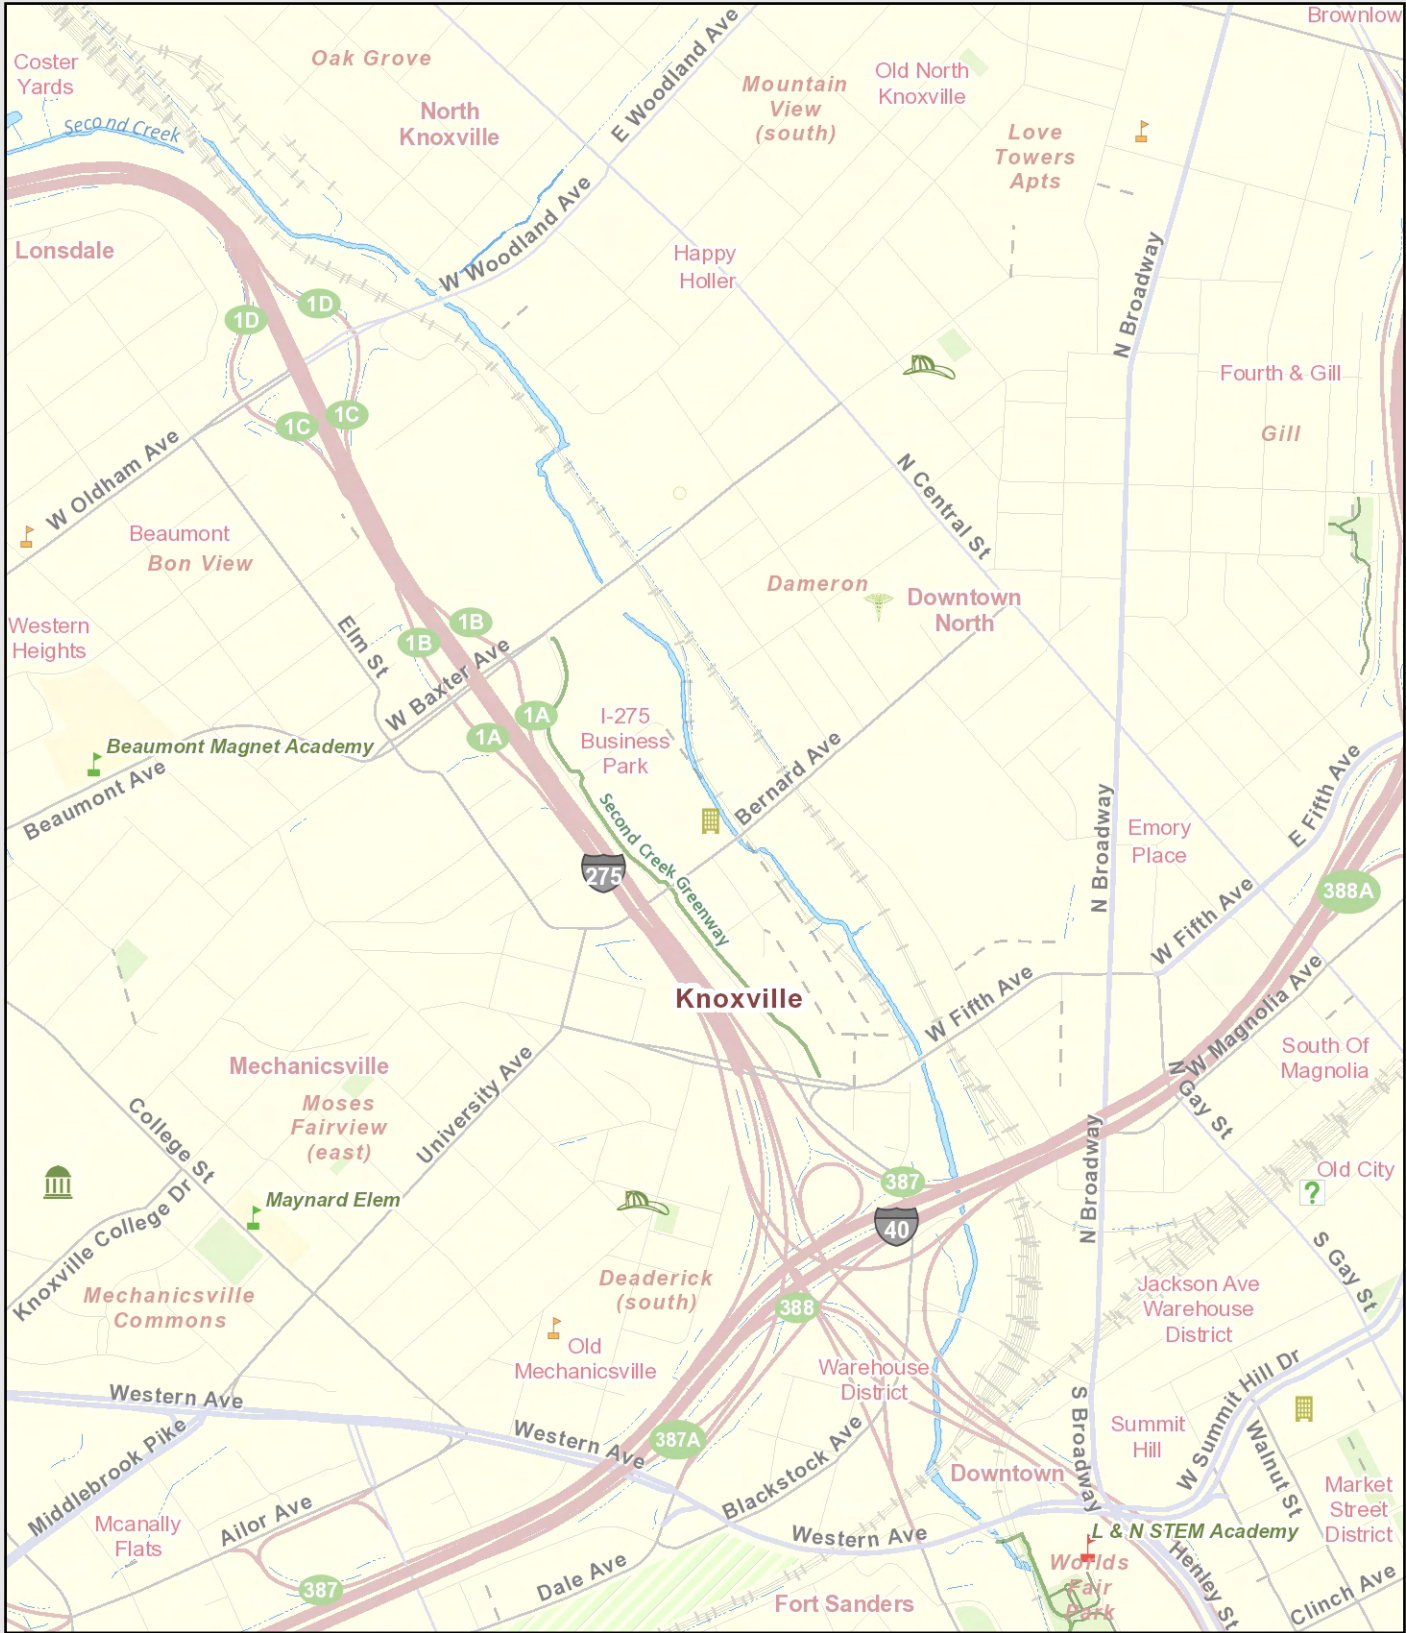 Brownlow
Oak Grove
Coster
Yards
Old North
Knoxville
Mountain
View
(south)
E Woodland Ave
North
Knoxville
Second Creek
Love
Towers
Apts
W Woodland Ave
Lonsdale
Happy
Holler
N Broadway
1D
1D
Fourth & Gill
Gill
1C
1C
W Oldham Ave
N Central St
Beaumont
Bon View
Dameron
Downtown
North
Western
Heights
Elm St
1B
1B
W Baxter Ave
1A
1A
I-275
Business
Park
Beaumont Magnet Academy
Beaumont Ave
Bernard Ave
E Fifth Ave
N Broadway
Emory
Place
Second Creek Greenway
275
388A
W Fifth Ave
W Fifth Ave
Knoxville
W Magnolia Ave
South Of
Magnolia
N Gay St
Mechanicsville
Moses
Fairview
(east)
University Ave
College St
N Broadway
Old City
?
387
40
Maynard Elem
Knoxville College Dr
S Gay St
Mechanicsville
Commons
Deaderick
(south)
388
Jackson Ave
Warehouse
District
Old
Mechanicsville
Warehouse
District
W Summit Hill Dr
Western Ave
S Broadway
Summit
Hill
Walnut St
Middlebrook Pike
Western Ave
387A
Blackstock Ave
Downtown
Market
Street
District
Mcanally
Flats
Ailor Ave
Western Ave
L & N STEM Academy
Henley St
Worlds
Fair
Park
Dale Ave
387
Fort Sanders
Clinch Ave